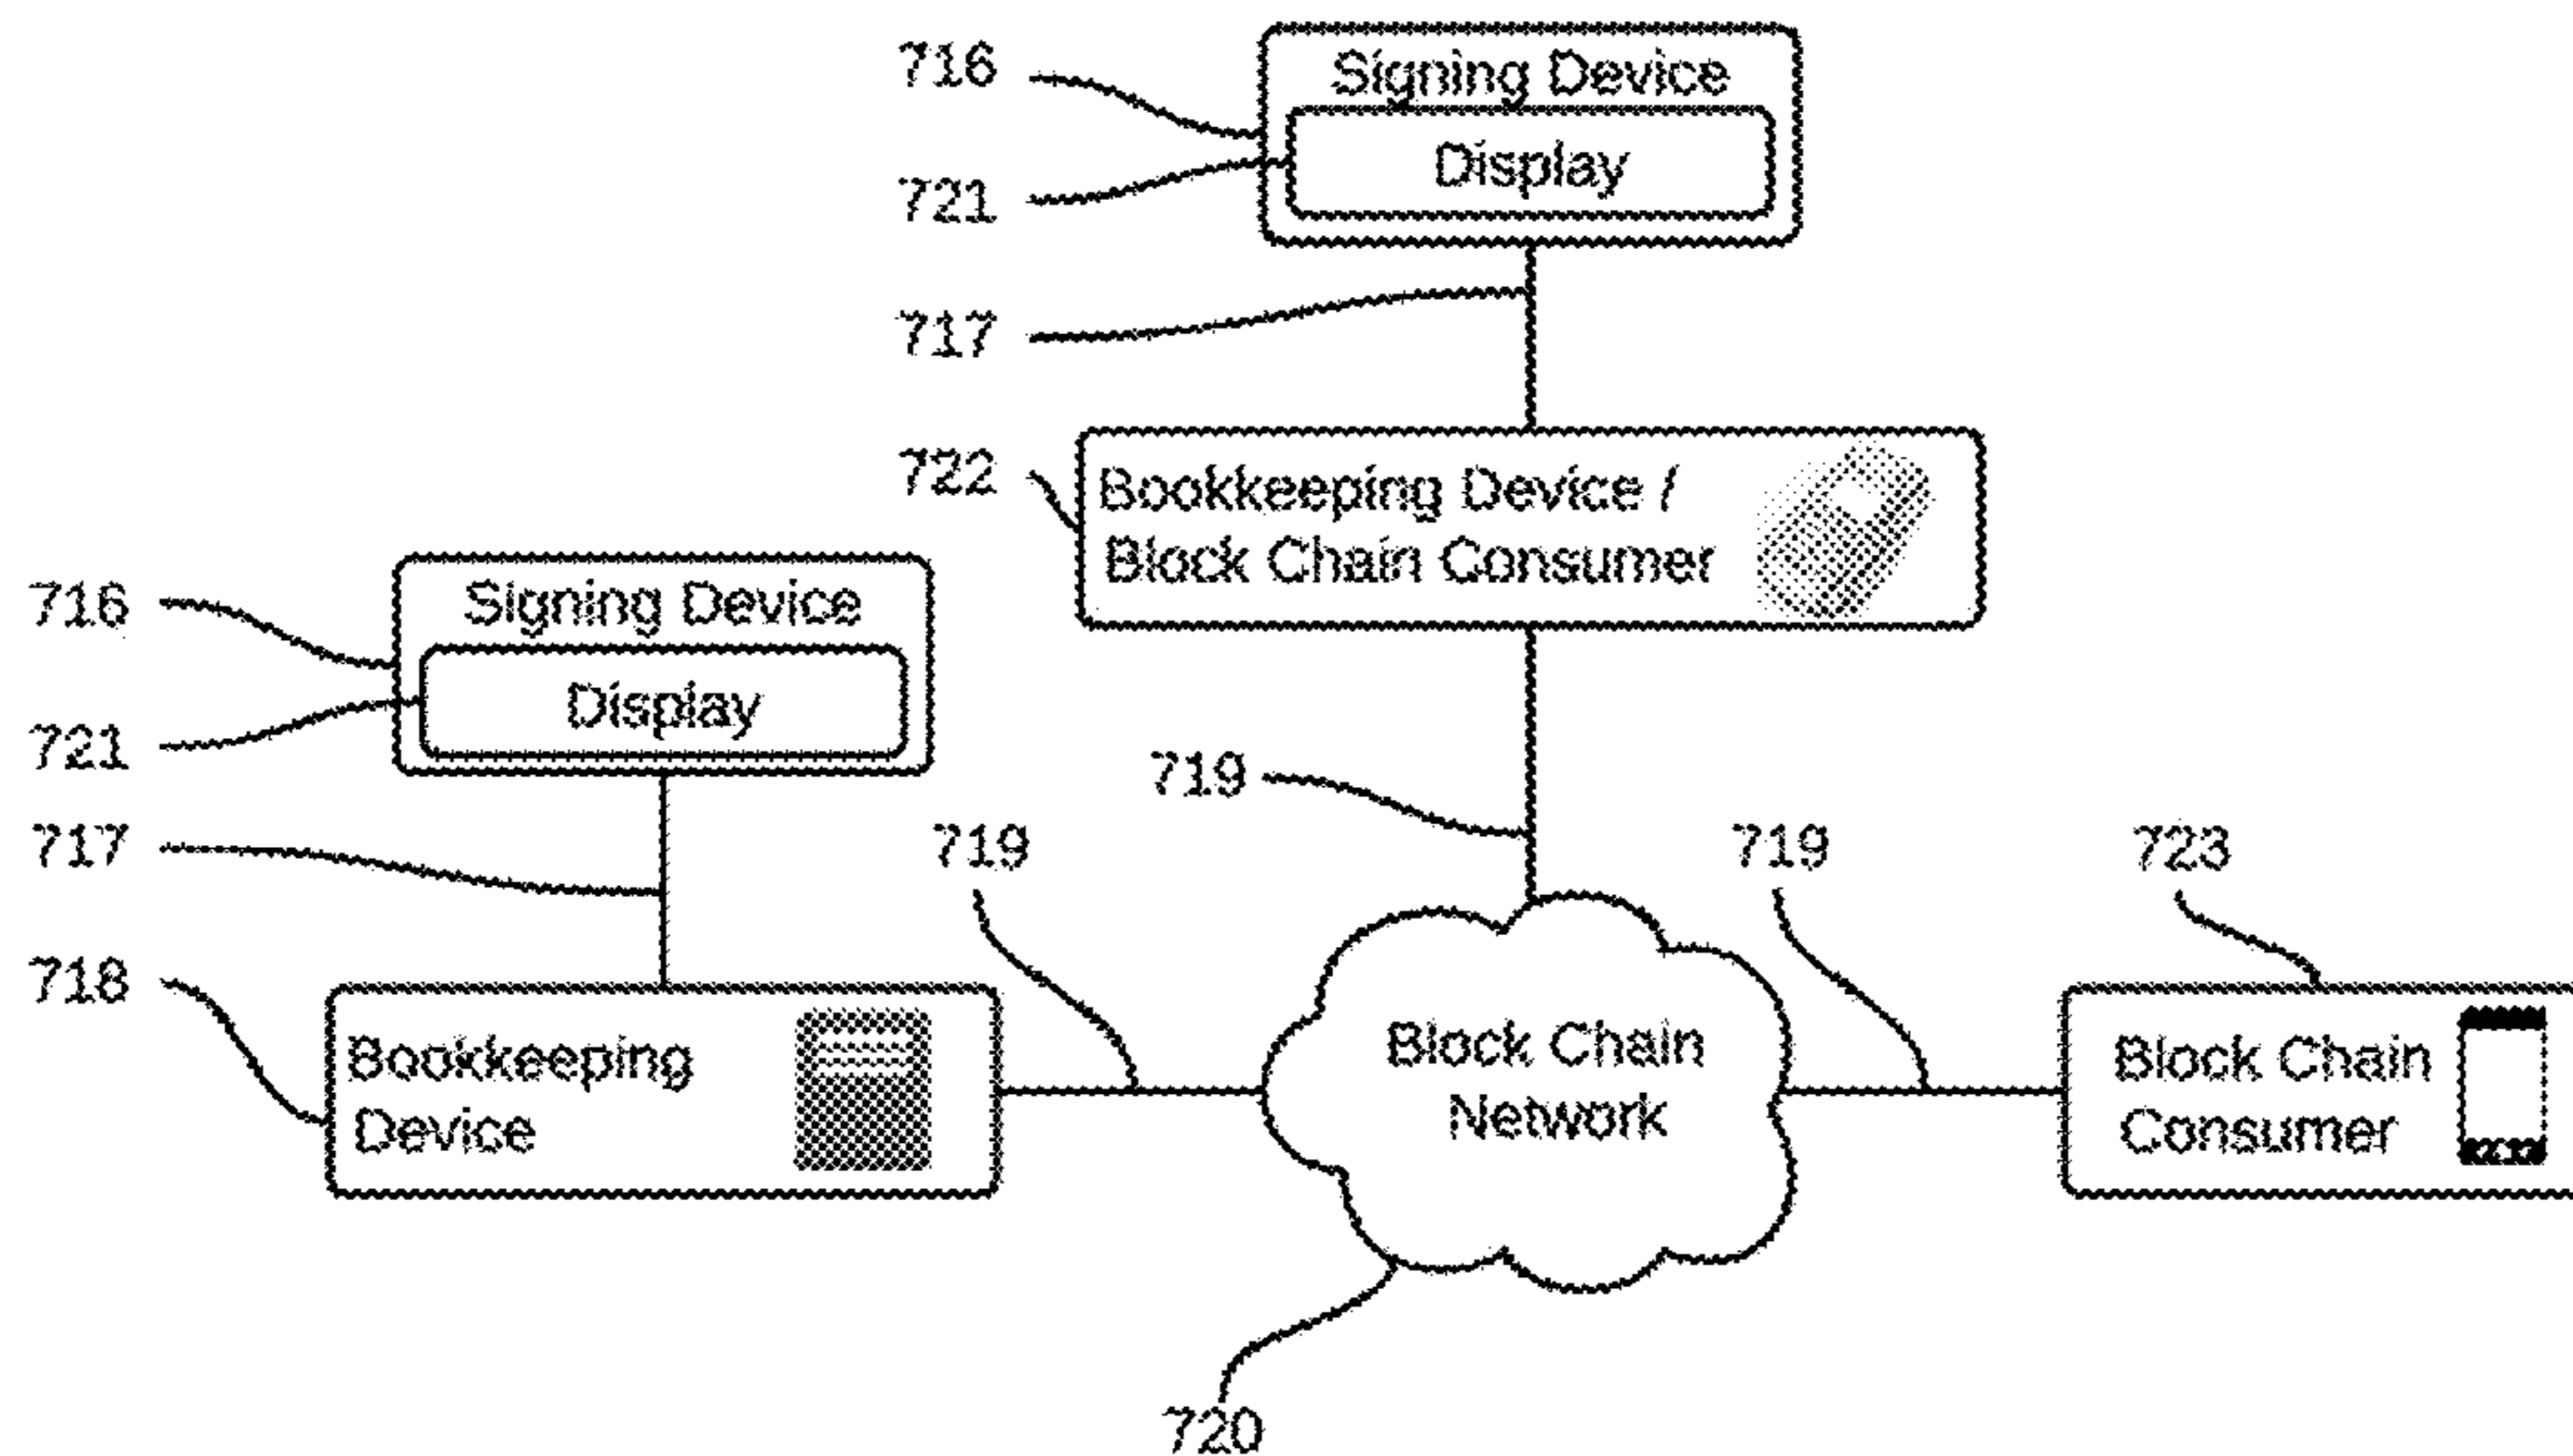 716
Signing Device
721
Display
717
722
Bookkeeping Device /
Block Chain Consumer
716
Signing Device
721
Display
717
719
719
719
723
718
Bookkeeping
Device
Block Chain
Network
Block Chain
Consumer
720